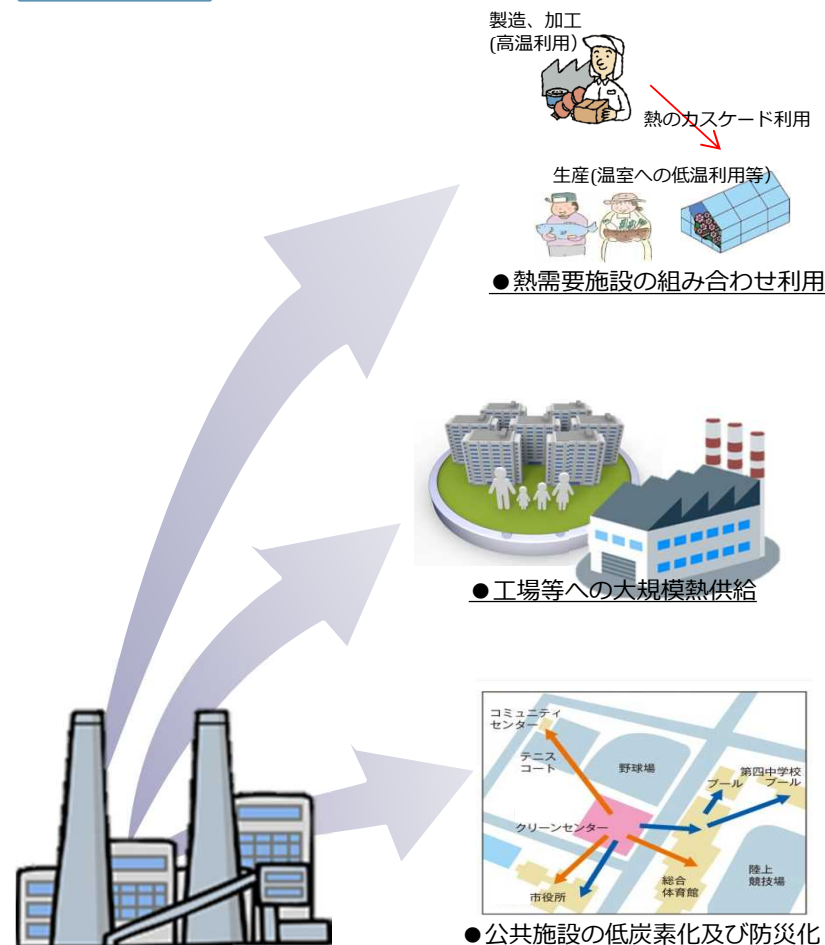 製造、加工
(高温利用)
熱のカスケード利用
生産(温室への低温利用等)
●熱需要施設の組み合わせ利用
●工場等への大規模熱供給
コミュニティ
センター
テニス
コート
野球場
プール
第四中学校
プール
クリーンセンター
市役所
総合
体育館
陸上
競技場
●公共施設の低炭素化及び防災化